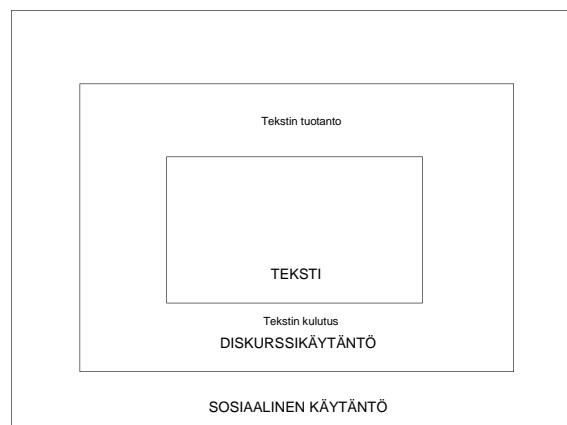 Tekstin tuotanto
TEKSTI
Tekstin kulutus
DISKURSSIKÄYTÄNTÖ
SOSIAALINEN KÄYTÄNTÖ